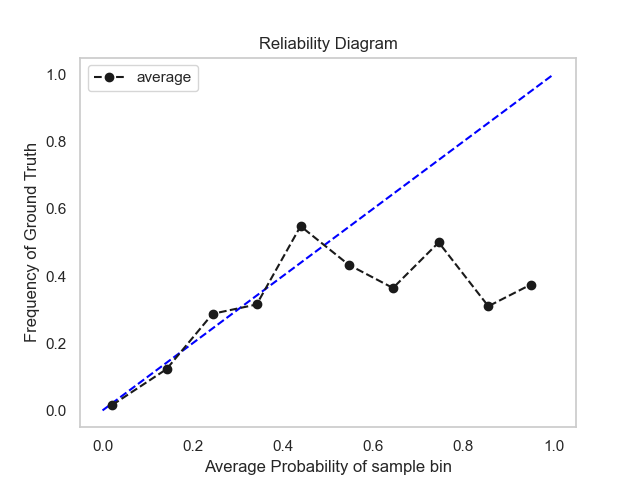 Reliability Diagram
average
Frequency of Ground Truth
1.0
0.8
0.6
0.4
0.2
0.0
0.0 0.2 0.4 0.6 0.8 1.0
Average Probability of sample bin